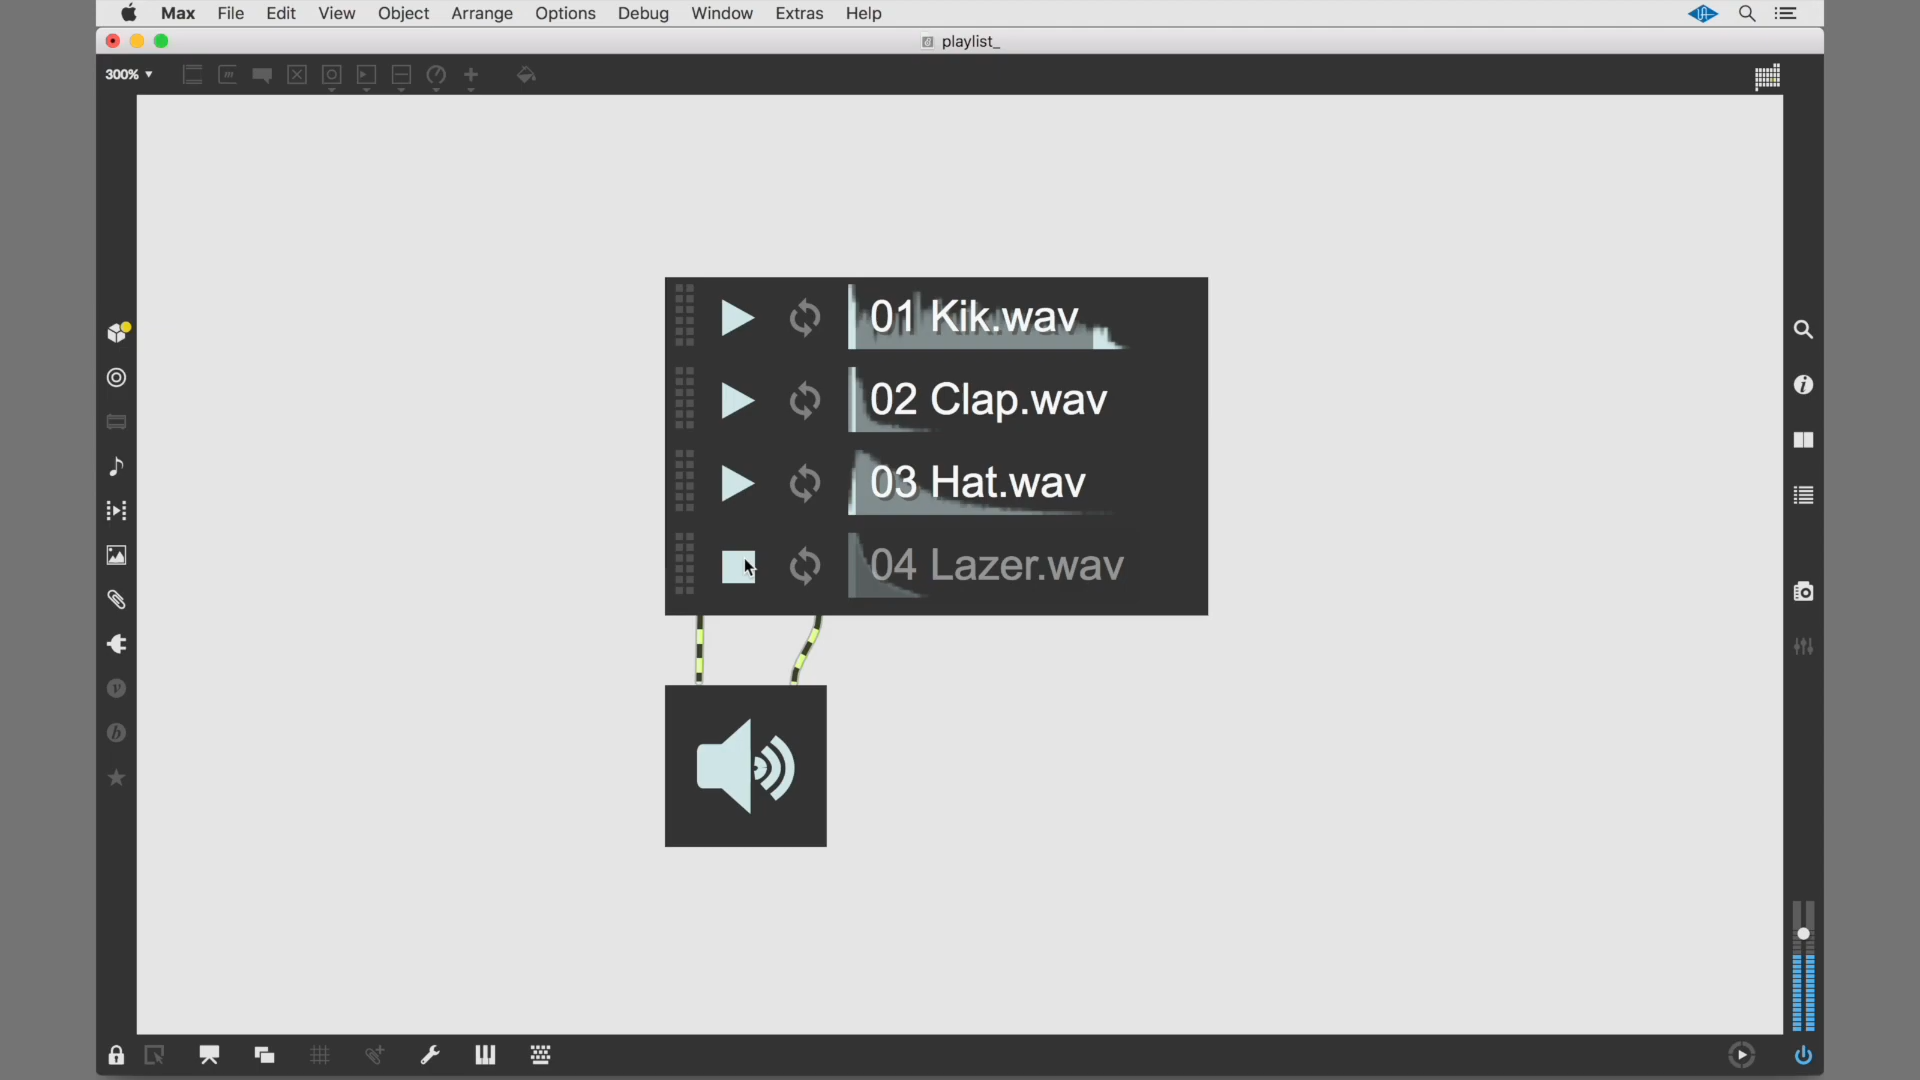 Max File Edit View Object Arrange Options Debug Window Extras Help
playlist_
300%
01 Kik.wav
02 Clap.wav
03 Hat.wav
04 Lazer.wav